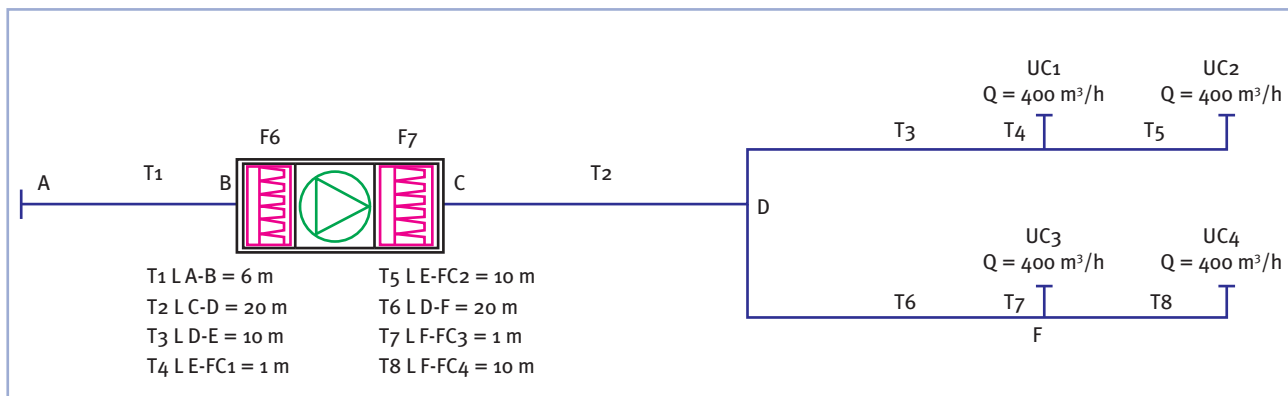 UC1
Q = 400 m³/h
UC2
Q = 400 m³/h
F6
F7
T3
T4
T5
A
T1
B
C
T2
D
UC3
Q = 400 m³/h
UC4
Q = 400 m³/h
T6
T7
T8
F
T1 L A-B = 6 m
T2 L C-D = 20 m
T3 L D-E = 10 m
T4 L E-FC1 = 1 m
T5 L E-FC2 = 10 m
T6 L D-F = 20 m
T7 L F-FC3 = 1 m
T8 L F-FC4 = 10 m